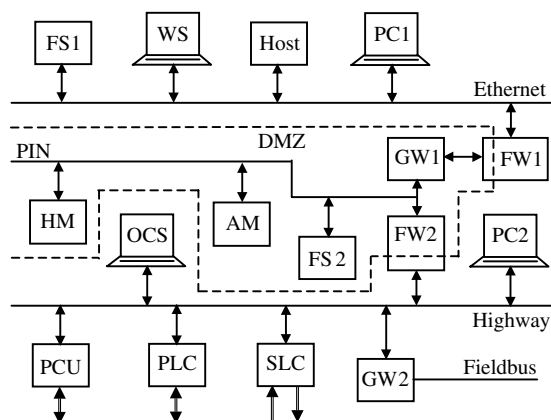 FS1
WS
Host
PC1
Ethernet
DMZ
PIN
GW1
FW1
HM
OCS
AM
FS 2
FW2
PC2
Highway
PCU
PLC
SLC
GW2
Fieldbus